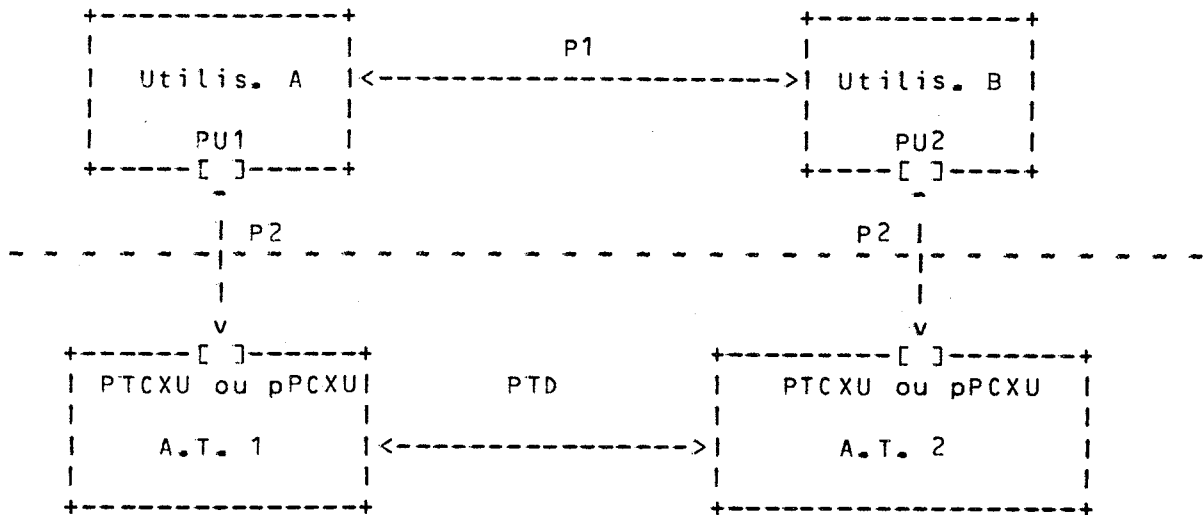 P1
Utilis. A
Utilis. B
PU1
PU2
P2
P2
PTCXU ou pPCXU
PTD
PTCXU ou pPCXU
A.T. 1
A.T. 2